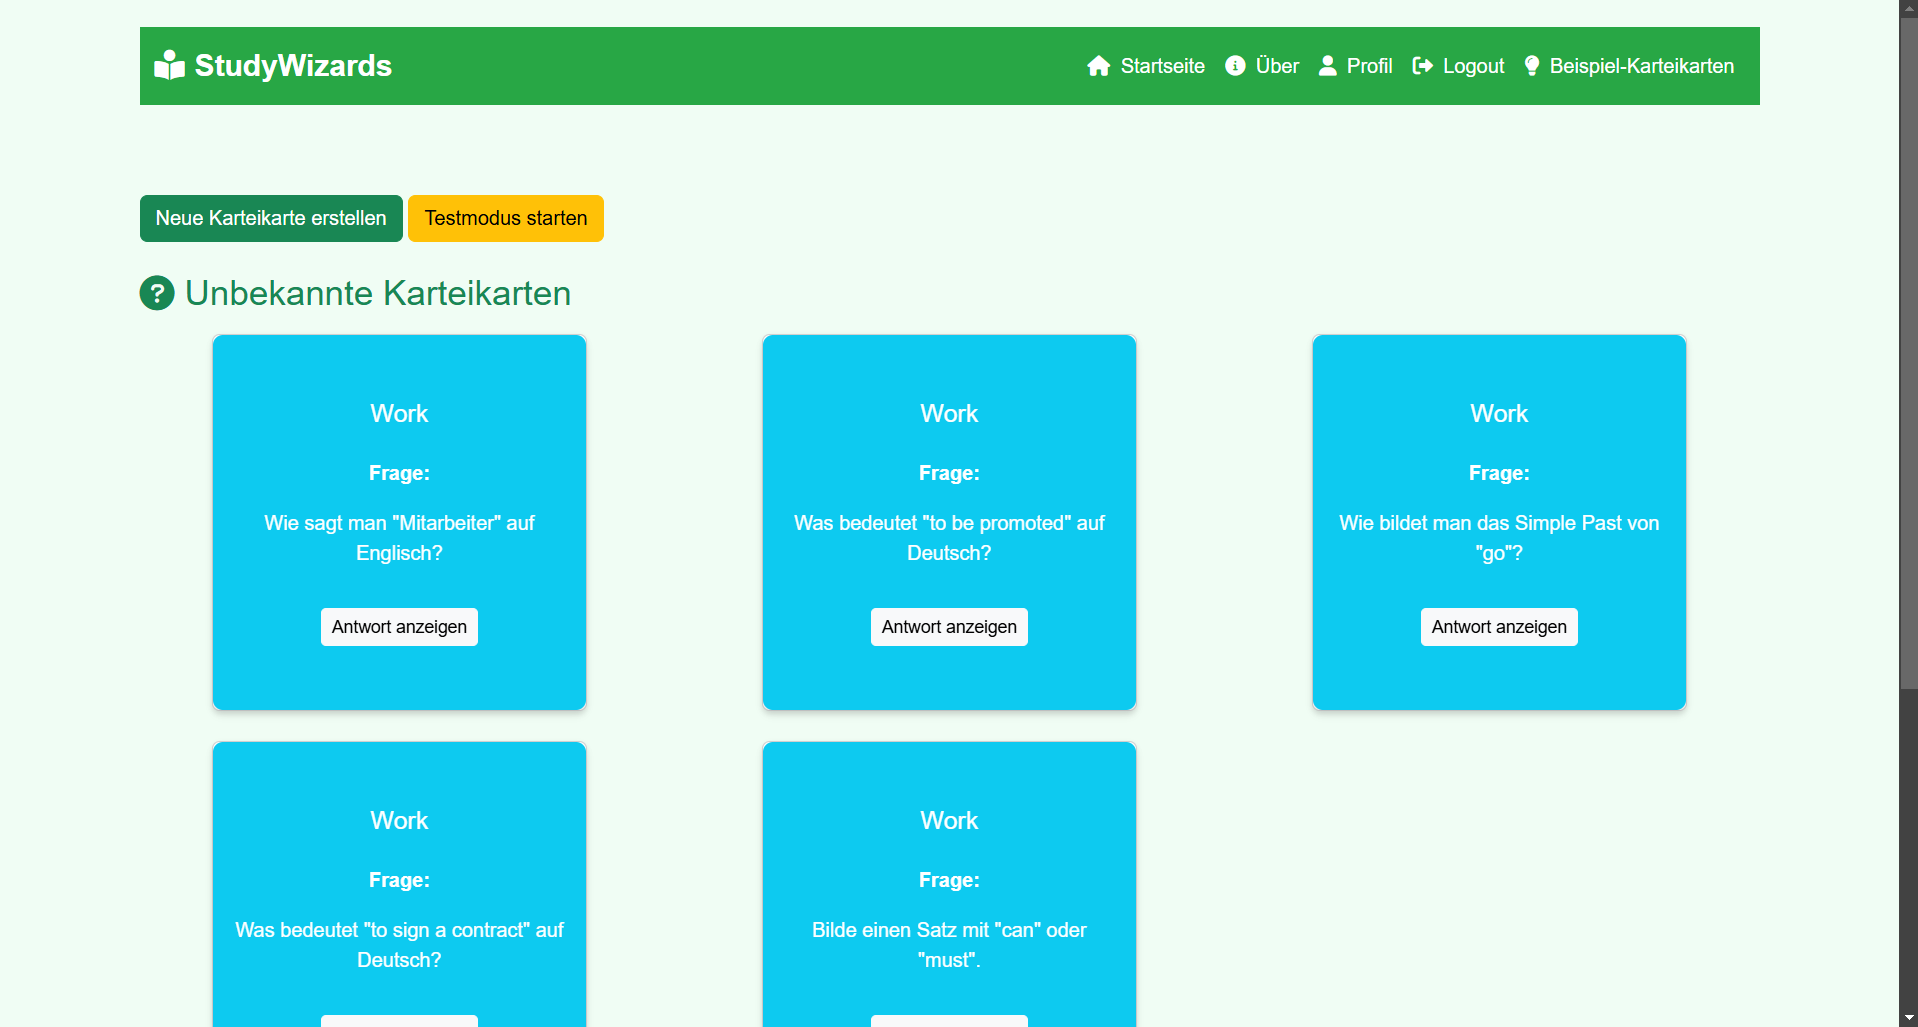 StudyWizards
Startseite Über Profil Logout Beispiel-Karteikarten
Neue Karteikarte erstellen Testmodus starten
Unbekannte Karteikarten
Work
Frage:
Wie sagt man "Mitarbeiter" auf
Englisch?
Antwort anzeigen
Work
Frage:
Was bedeutet "to be promoted" auf
Deutsch?
Antwort anzeigen
Work
Frage:
Wie bildet man das Simple Past von
"go"?
Antwort anzeigen
Work
Frage:
Was bedeutet "to sign a contract" auf
Deutsch?
Work
Frage:
Bilde einen Satz mit "can" oder
"must".